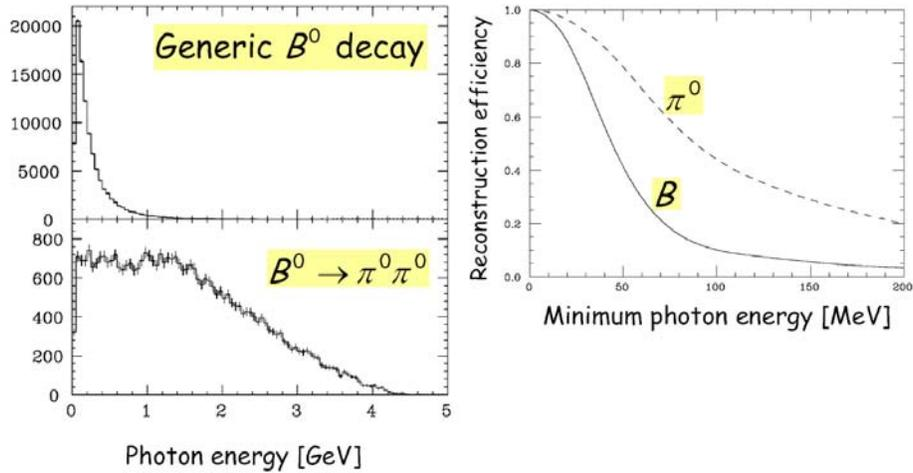 20000
15000
10000
5000
0
Generic B⁰ decay
800
600
400
200
0
B⁰ → π⁰π⁰
0 1 2 3 4 5
Photon energy [GeV]
Reconstruction efficiency
1.0
0.8
0.6
0.4
0.2
0.0
π⁰
B
0 50 100 150 200
Minimum photon energy [MeV]